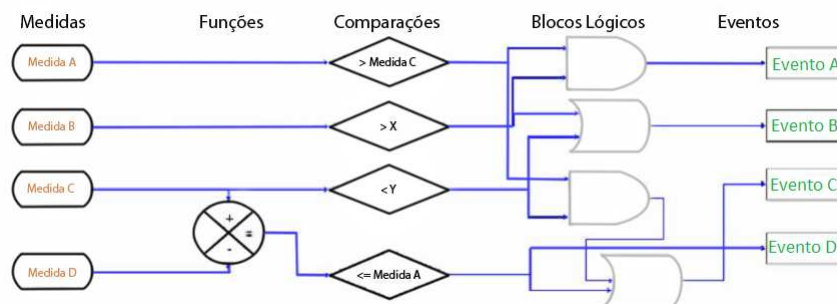 Medidas Funções Comparações Blocos Lógicos Eventos
Medida A > Medida C Evento A
Medida B > X Evento B
Medida C < Y Evento C
+
=
-
Medida D <= Medida A Evento D